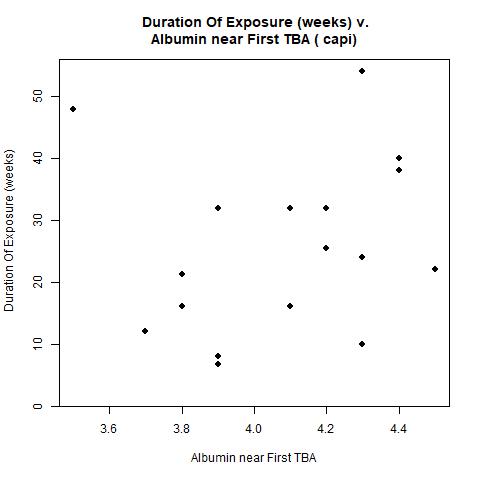 Duration Of Exposure (weeks) v.
Albumin near First TBA ( capi)
Duration Of Exposure (weeks)
50
40
30
20
10
0
3.6 3.8 4.0 4.2 4.4
Albumin near First TBA